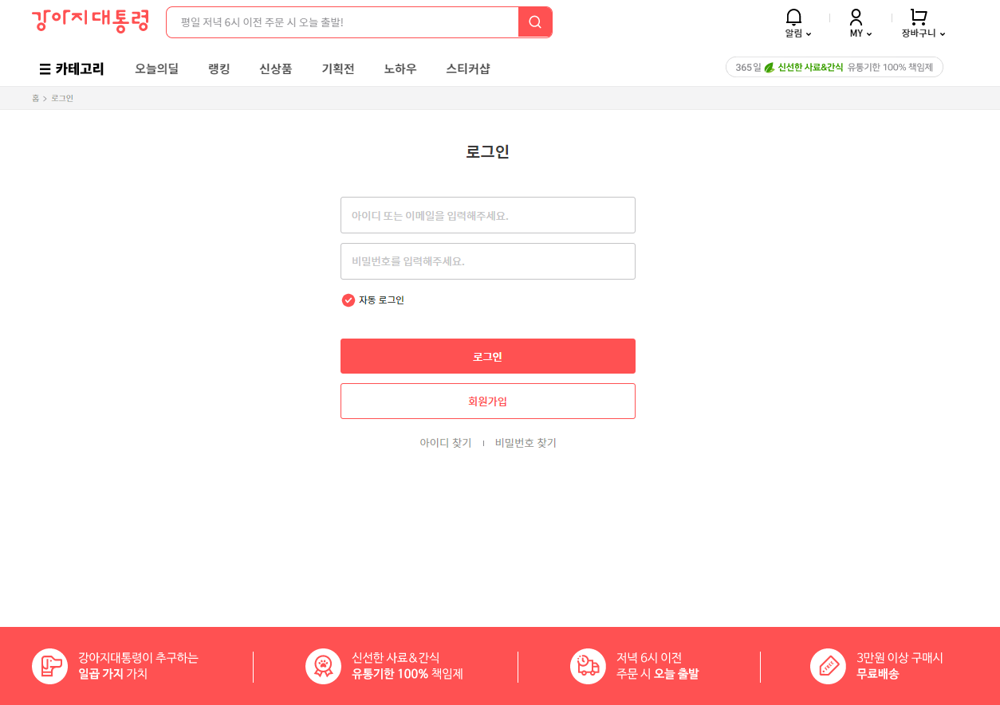 강아지대통령
평일 저녁 6시 이전 주문 시 오늘 출발!
알림
MY
장바구니
카테고리
오늘의딜
랭킹
신상품
기획전
노하우
스티커샵
365일 신선한 사료&간식 유통기한 100% 책임제
홈 > 로그인
로그인
아이디 또는 이메일을 입력해주세요.
비밀번호를 입력해주세요.
자동 로그인
로그인
회원가입
아이디 찾기
비밀번호 찾기
강아지대통령이 추구하는
일곱 가지 가치
신선한 사료&간식
유통기한 100% 책임제
저녁 6시 이전
주문 시 오늘 출발
FREE
3만원 이상 구매시
무료배송